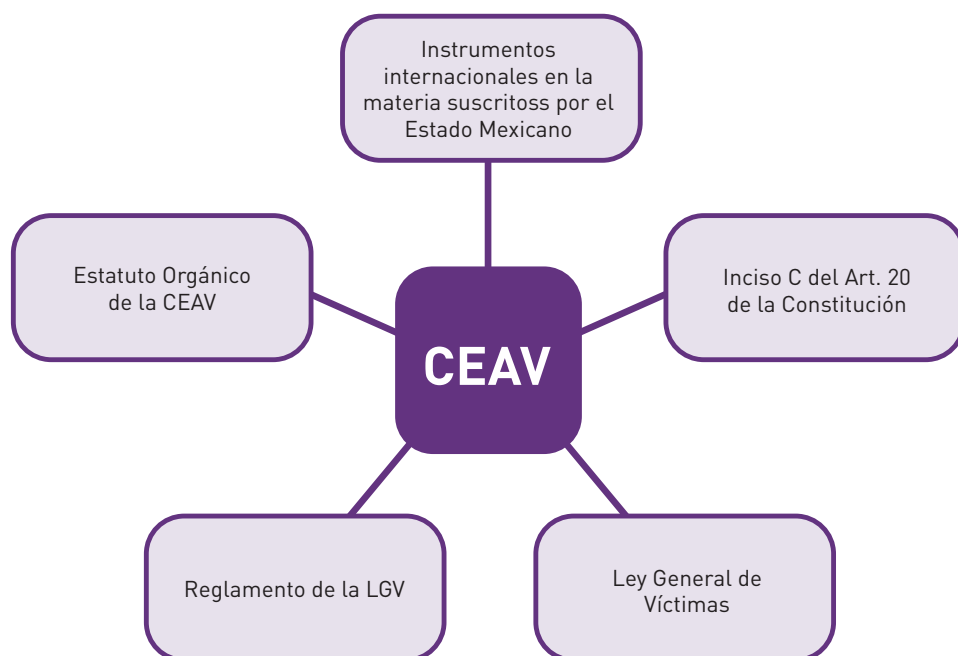 Instrumentos
internacionales en la
materia suscritoss por el
Estado Mexicano
Estatuto Orgánico
de la CEAV
Inciso C del Art. 20
de la Constitución
CEAV
Reglamento de la LGV
Ley General de
Víctimas